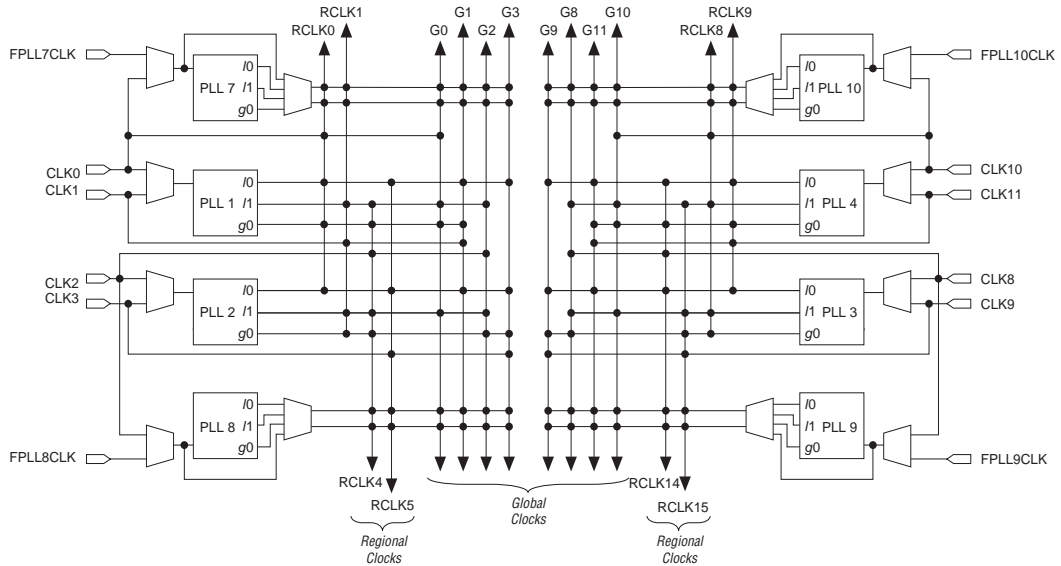 RCLK1 G1 G3 G8 G10 RCLK9
RCLK0 G0 G2 G9 G11 RCLK8
FPLL7CLK
PLL 7
l0
l1
g0
l0
l1
g0
PLL 10
FPLL10CLK
CLK0
CLK1
PLL 1
l0
l1
g0
l0
l1
g0
PLL 4
CLK10
CLK11
CLK2
CLK3
PLL 2
l0
l1
g0
l0
l1
g0
PLL 3
CLK8
CLK9
FPLL8CLK
PLL 8
l0
l1
g0
l0
l1
g0
PLL 9
FPLL9CLK
RCLK4
RCLK5
Regional
Clocks
Global
Clocks
RCLK14
RCLK15
Regional
Clocks